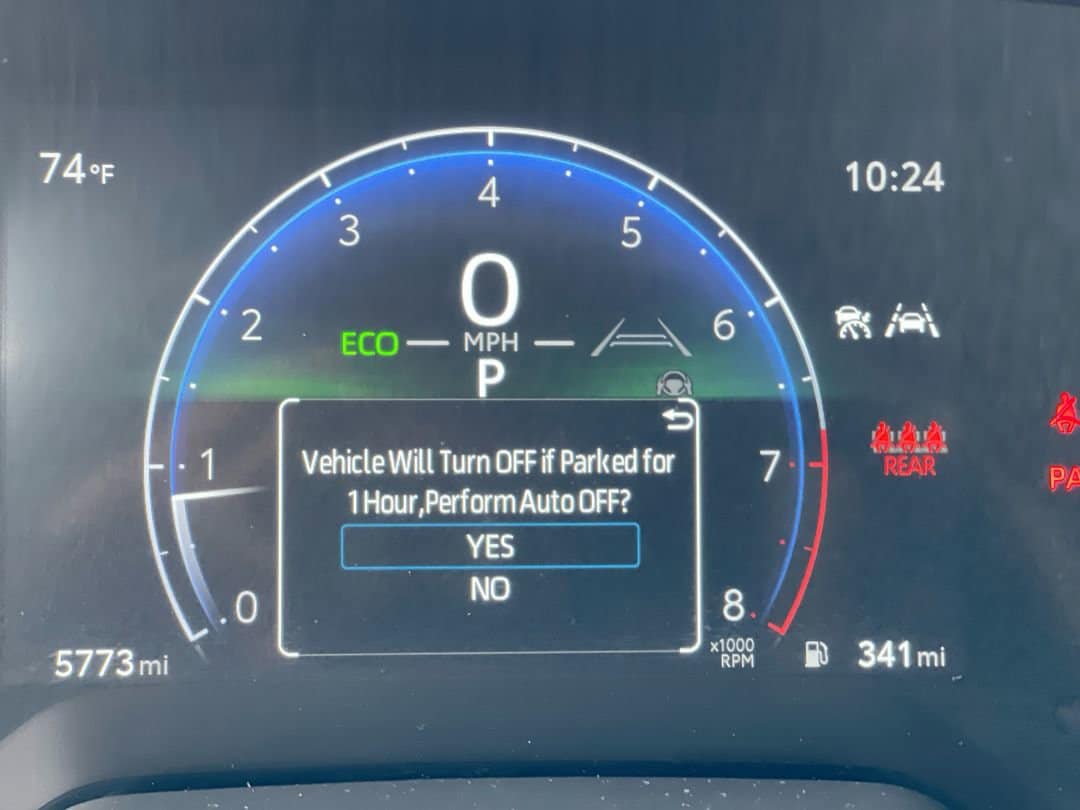 74°F
10:24
4
3
5
0
2
6
ECO
MPH
P
REAR
1
7
PA
Vehicle Will Turn OFF if Parked for
1 Hour,Perform Auto OFF?
YES
NO
0
8
x1000
RPM
5773 mi
341 mi